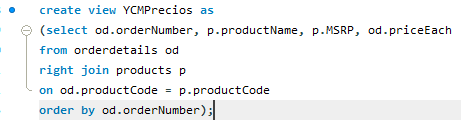 create view YCMPrecios as
(select od.orderNumber, p.productName, p.MSRP, od.priceEach
from orderdetails od
right join products p
on od.productCode = p.productCode
order by od.orderNumber);